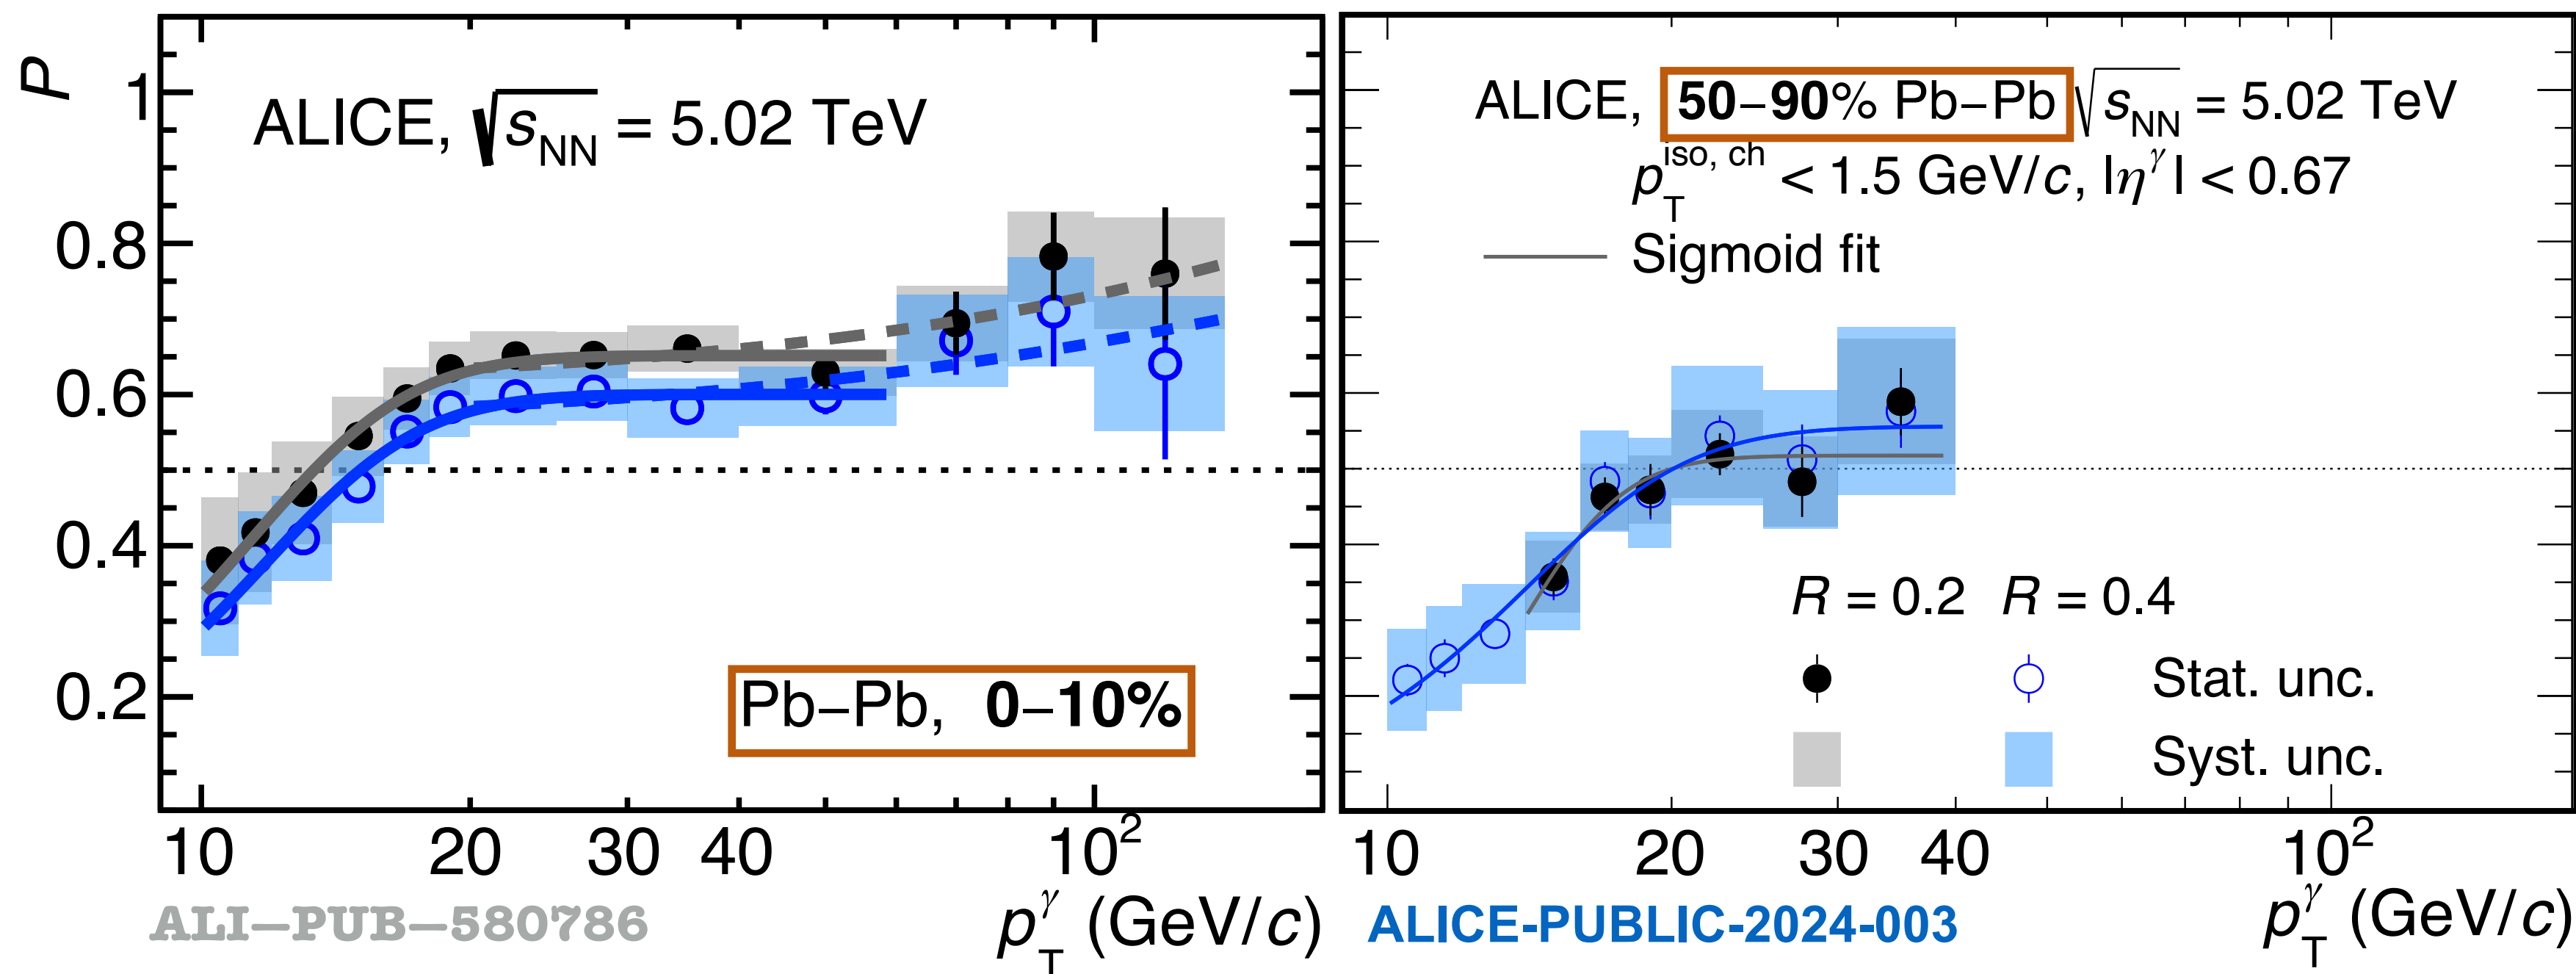 P
1
0.8
0.6
0.4
0.2
ALICE, √sNN = 5.02 TeV
Pb−Pb, 0−10%
10 20 30 40 10²
pTγ (GeV/c)
ALI−PUB−580786
ALICE, 50−90% Pb−Pb √sNN = 5.02 TeV
pTiso, ch < 1.5 GeV/c, |ηγ| < 0.67
Sigmoid fit
R = 0.2 R = 0.4
Stat. unc.
Syst. unc.
10 20 30 40 10²
pTγ (GeV/c)
ALICE-PUBLIC-2024-003